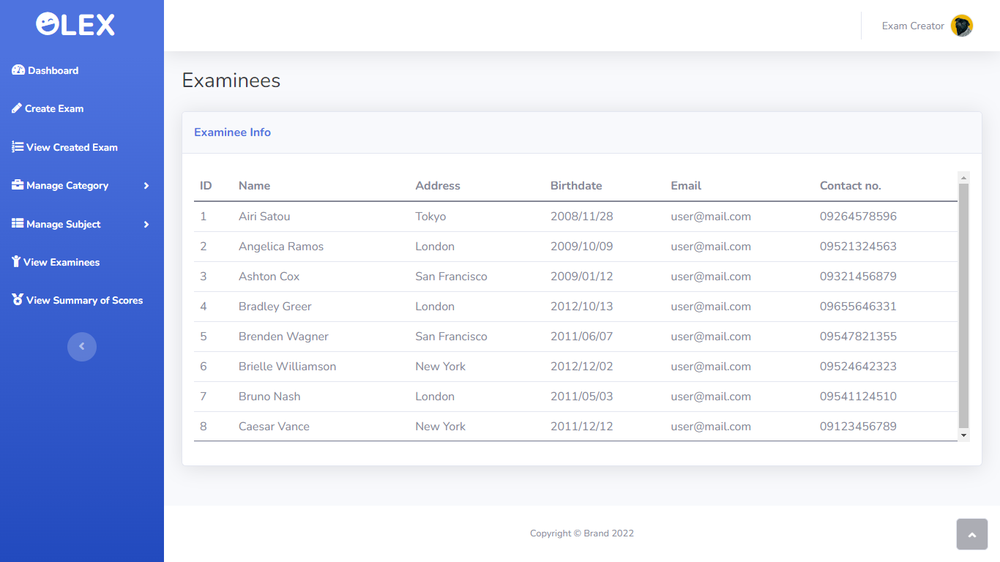 OLEX
Exam Creator
Dashboard
Create Exam
View Created Exam
Manage Category
Manage Subject
View Examinees
View Summary of Scores
Examinees
Examinee Info
ID Name Address Birthdate Email Contact no.
1 Airi Satou Tokyo 2008/11/28 user@mail.com 09264578596
2 Angelica Ramos London 2009/10/09 user@mail.com 09521324563
3 Ashton Cox San Francisco 2009/01/12 user@mail.com 09321456879
4 Bradley Greer London 2012/10/13 user@mail.com 09655646331
5 Brenden Wagner San Francisco 2011/06/07 user@mail.com 09547821355
6 Brielle Williamson New York 2012/12/02 user@mail.com 09524642323
7 Bruno Nash London 2011/05/03 user@mail.com 09541124510
8 Caesar Vance New York 2011/12/12 user@mail.com 09123456789
Copyright © Brand 2022